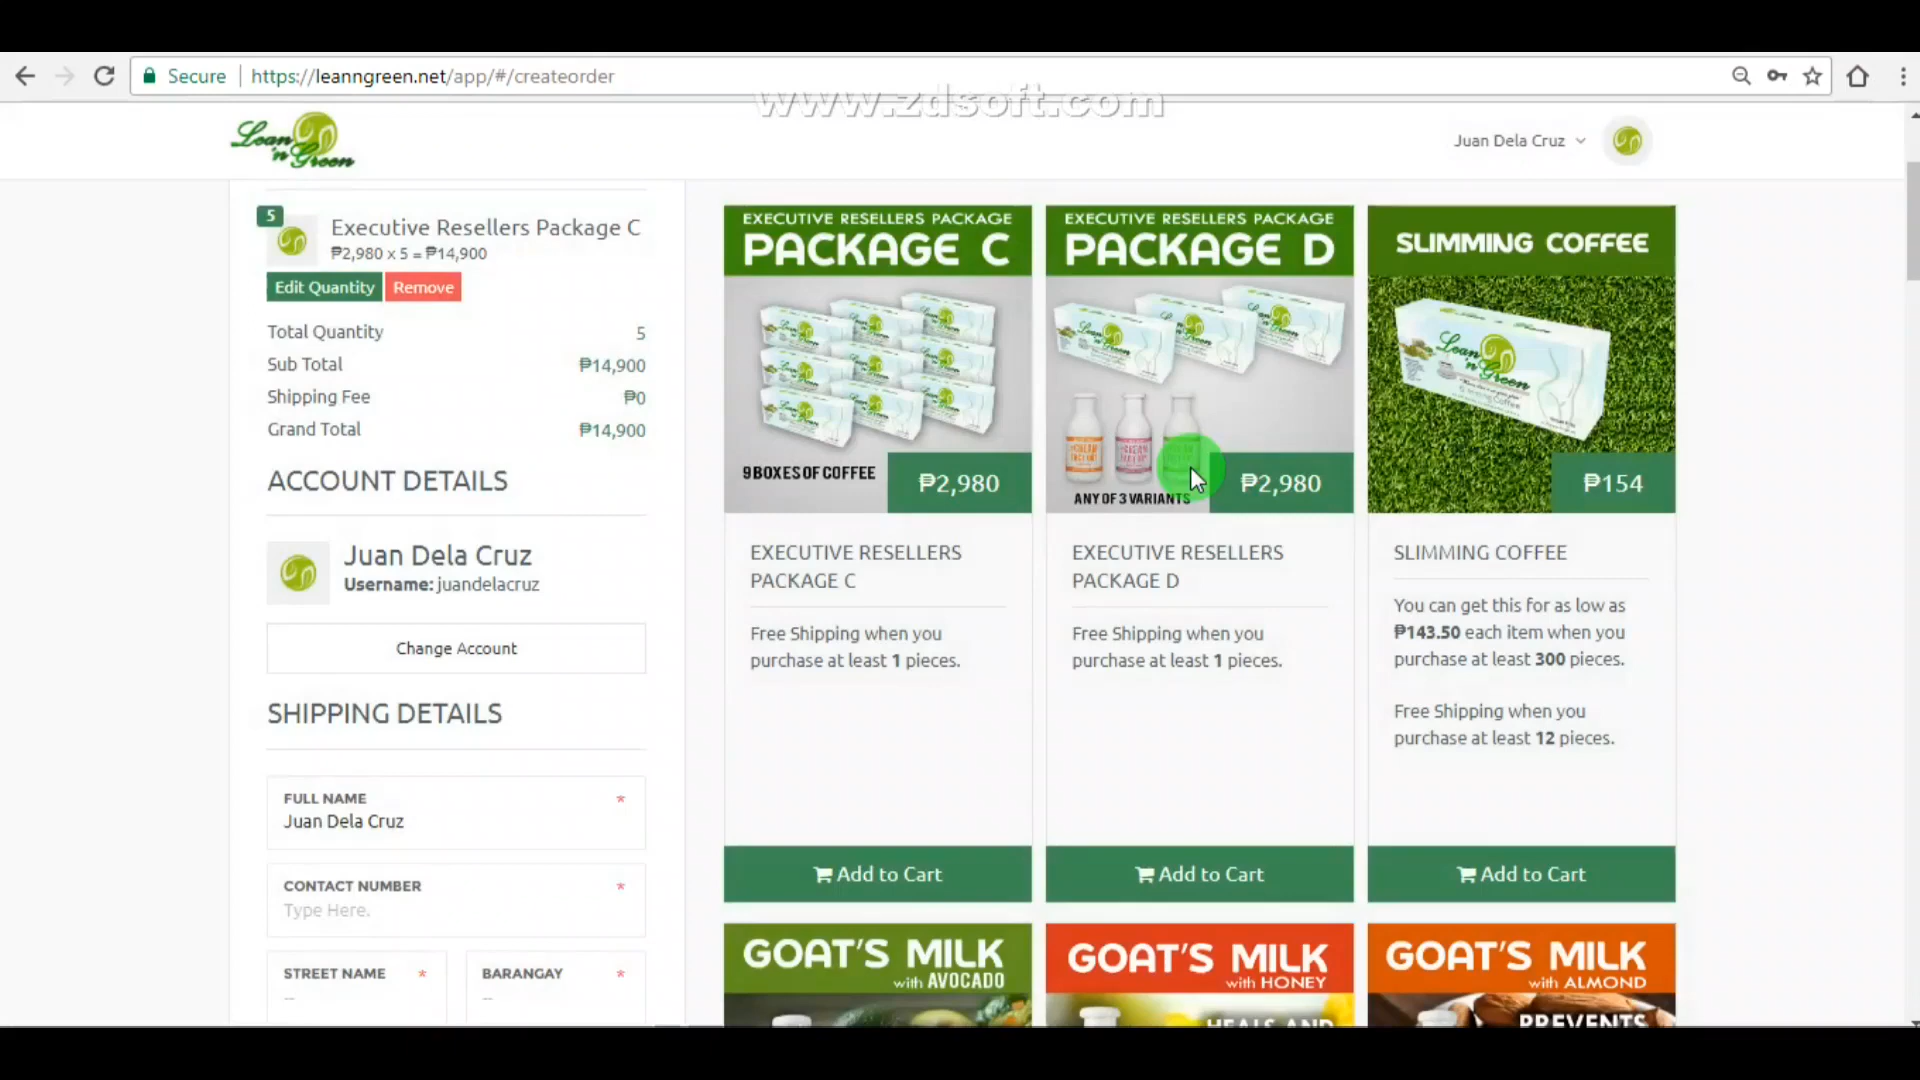 Secure
https://leanngreen.net/app/#/createorder
www.zdsoft.com
Lean 'n Green
Juan Dela Cruz
5
Executive Resellers Package C
₱2,980 x 5 = ₱14,900
Edit Quantity
Remove
Total Quantity 5
Sub Total ₱14,900
Shipping Fee ₱0
Grand Total ₱14,900
ACCOUNT DETAILS
Juan Dela Cruz
Username: juandelacruz
Change Account
SHIPPING DETAILS
FULL NAME *
Juan Dela Cruz
CONTACT NUMBER *
Type Here.
STREET NAME *
--
BARANGAY *
--
EXECUTIVE RESELLERS PACKAGE
PACKAGE C
9 BOXES OF COFFEE
₱2,980
EXECUTIVE RESELLERS
PACKAGE C
Free Shipping when you
purchase at least 1 pieces.
Add to Cart
EXECUTIVE RESELLERS PACKAGE
PACKAGE D
ANY OF 3 VARIANTS
₱2,980
EXECUTIVE RESELLERS
PACKAGE D
Free Shipping when you
purchase at least 1 pieces.
Add to Cart
SLIMMING COFFEE
Lean 'n Green
Slimming Coffee
₱154
SLIMMING COFFEE
You can get this for as low as
₱143.50 each item when you
purchase at least 300 pieces.
Free Shipping when you
purchase at least 12 pieces.
Add to Cart
GOAT'S MILK
with AVOCADO
GOAT'S MILK
with HONEY
HEALS AND
GOAT'S MILK
with ALMOND
PREVENTS